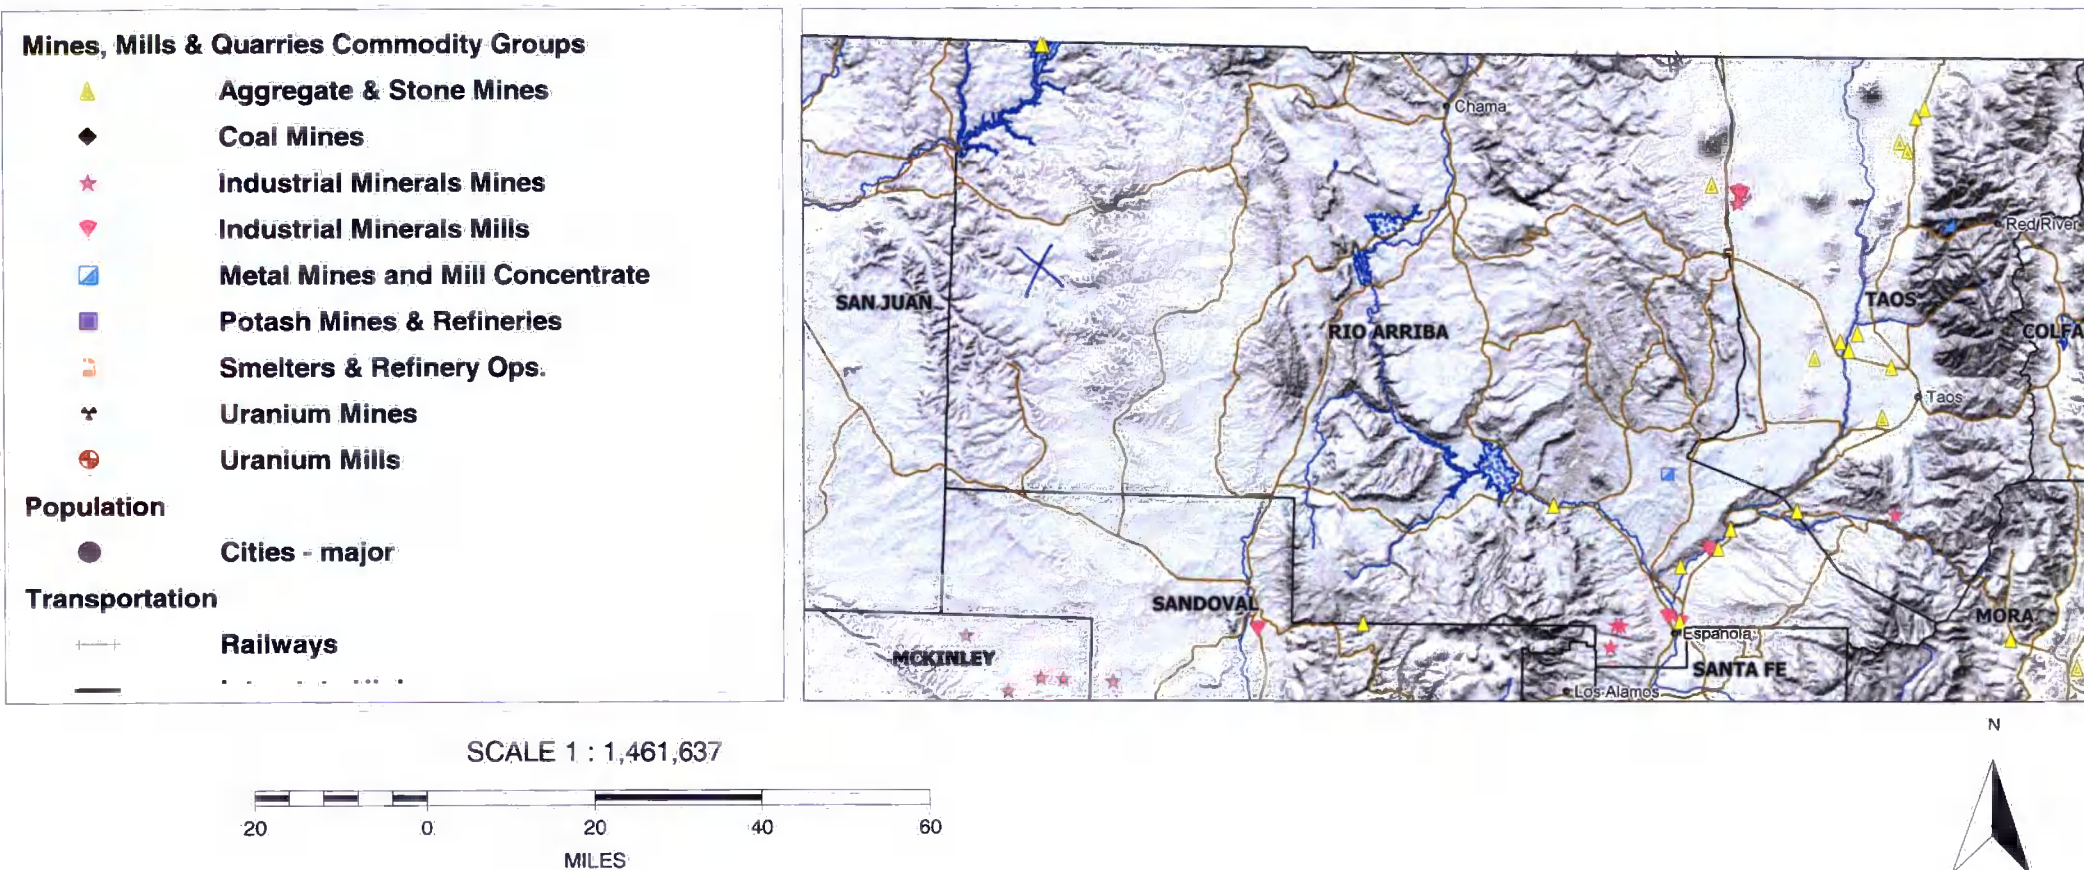 Mines, Mills & Quarries Commodity Groups
Aggregate & Stone Mines
Coal Mines
Industrial Minerals Mines
Industrial Minerals Mills
Metal Mines and Mill Concentrate
Potash Mines & Refineries
Smelters & Refinery Ops.
Uranium Mines
Uranium Mills
Population
Cities - major
Transportation
Railways
Chama
Red River
SAN JUAN
TAOS
RIO ARRIBA
COLFA
Taos
SANDOVAL
MORA
Espanola
MCKINLEY
SANTA FE
Los Alamos
SCALE 1 : 1,461,637
20 0 20 40 60
MILES
N